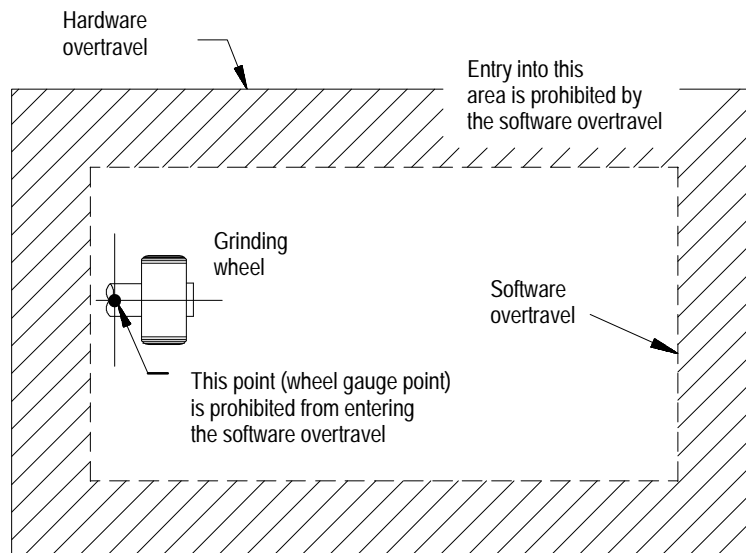 Hardware
overtravel
Entry into this
area is prohibited by
the software overtravel
Grinding
wheel
Software
overtravel
This point (wheel gauge point)
is prohibited from entering
the software overtravel